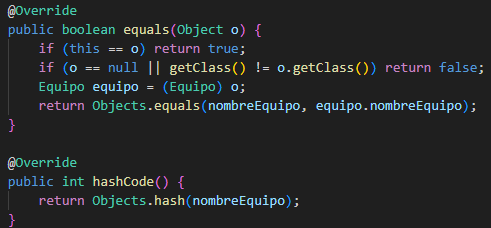 @Override
public boolean equals(Object o) {
    if (this == o) return true;
    if (o == null || getClass() != o.getClass()) return false;
    Equipo equipo = (Equipo) o;
    return Objects.equals(nombreEquipo, equipo.nombreEquipo);
}

@Override
public int hashCode() {
    return Objects.hash(nombreEquipo);
}